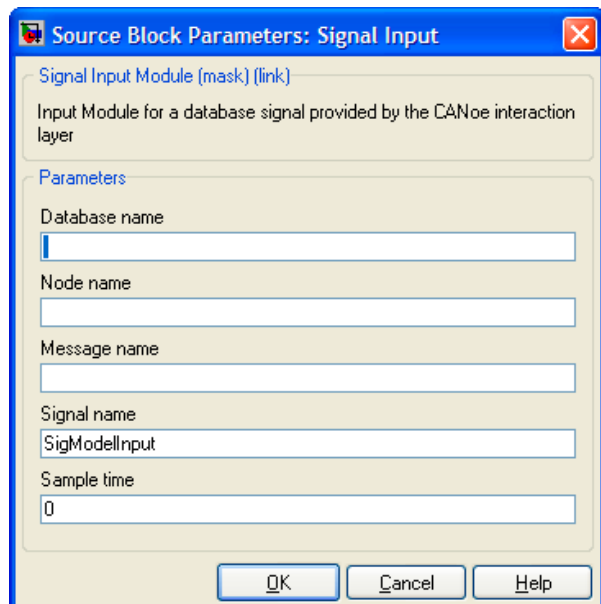 Source Block Parameters: Signal Input
Signal Input Module (mask) (link)
Input Module for a database signal provided by the CANoe interaction
layer
Parameters
Database name
Node name
Message name
Signal name
SigModelInput
Sample time
0
OK Cancel Help